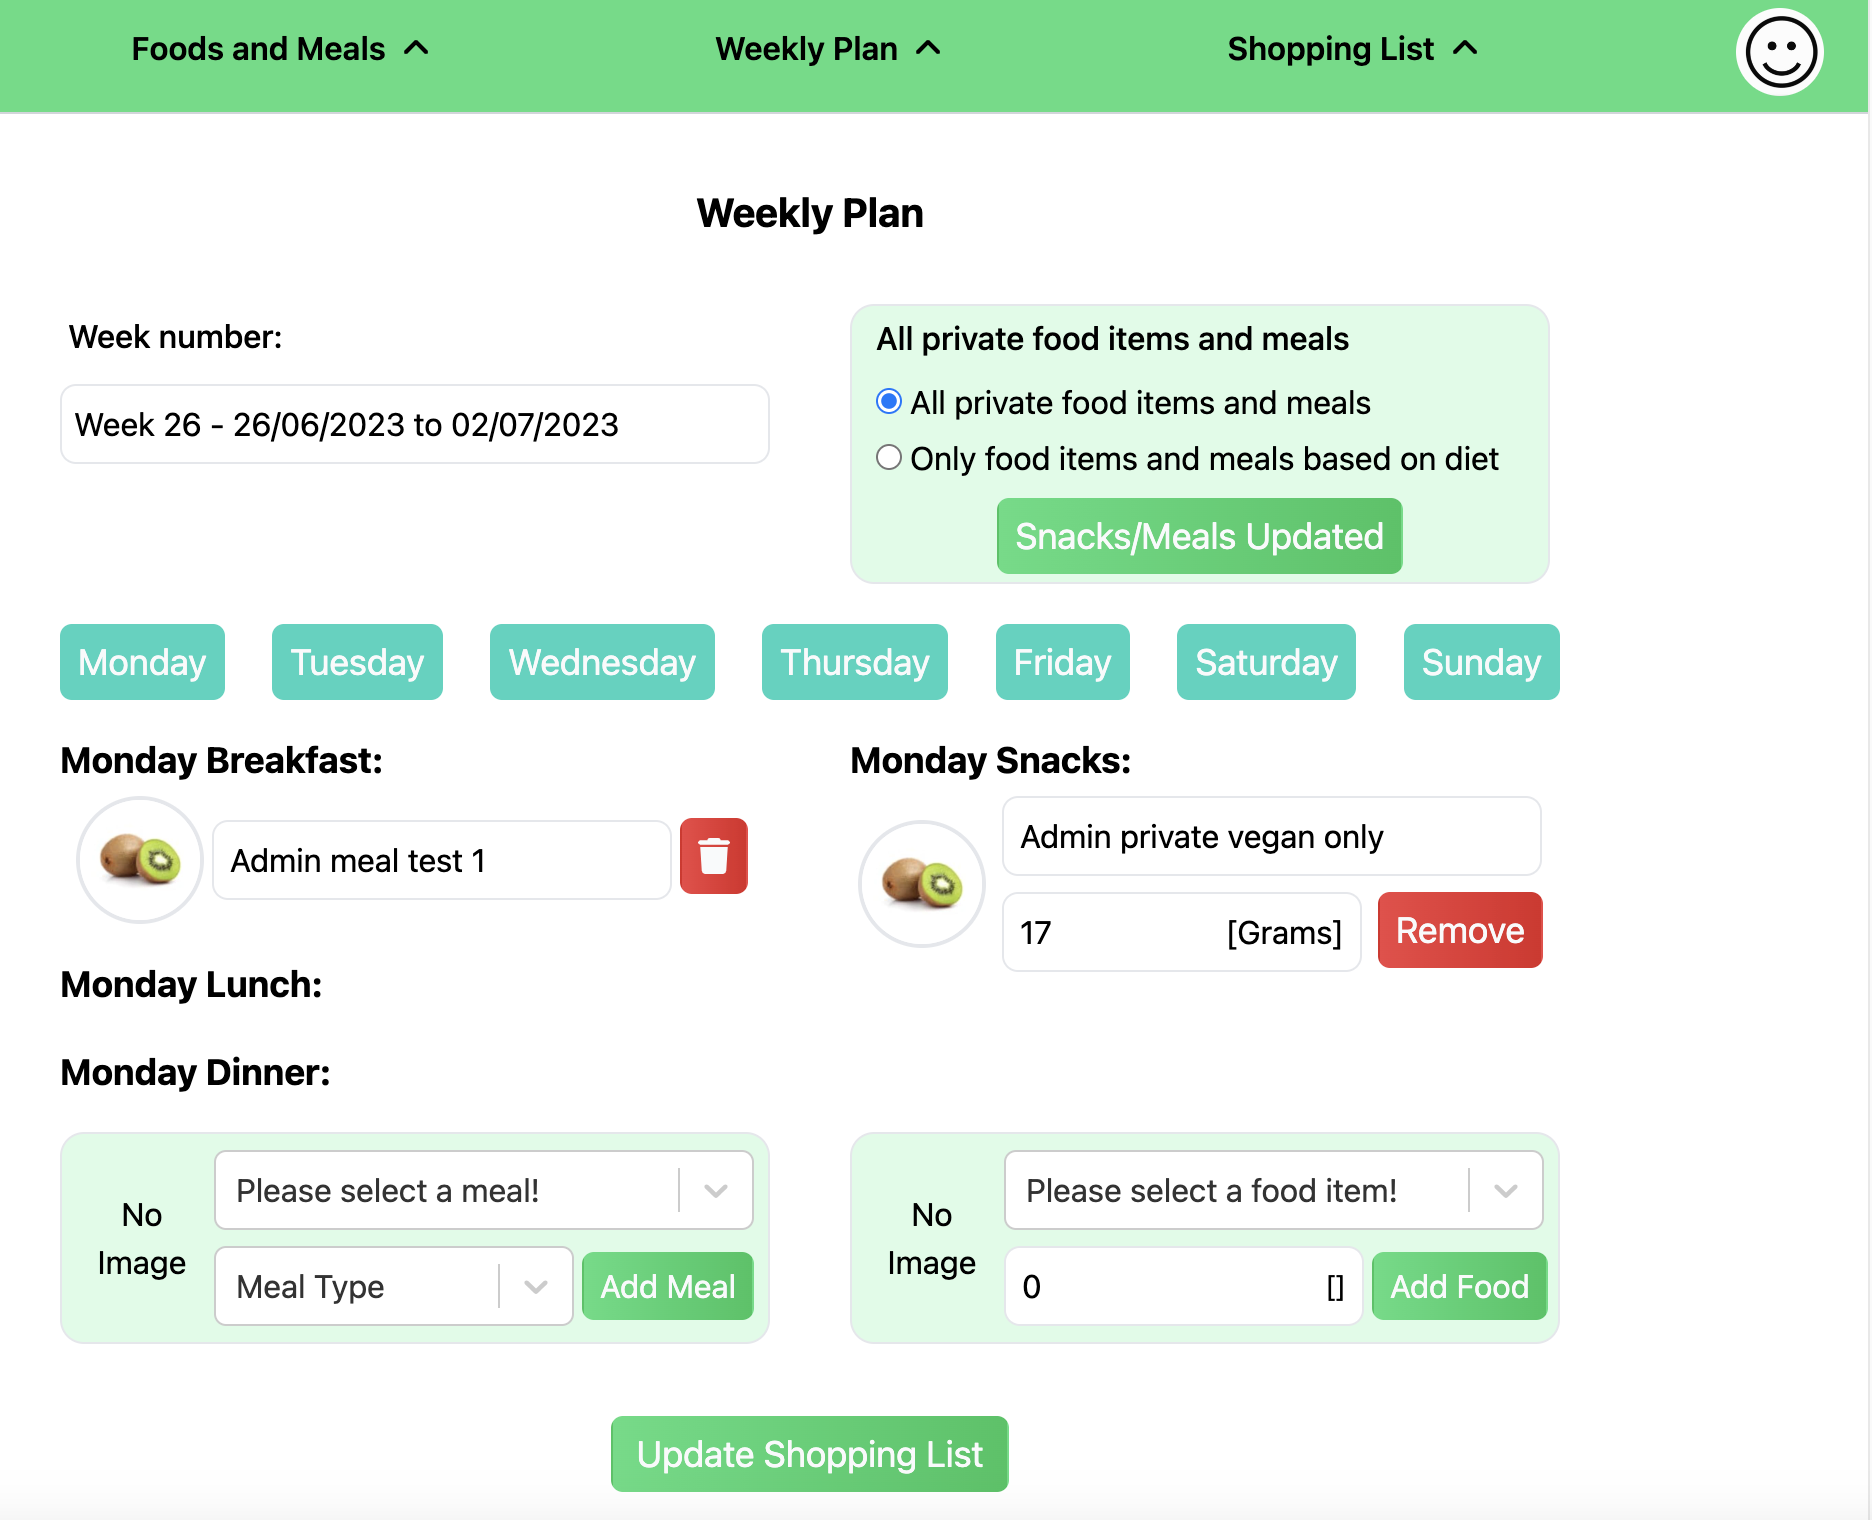 Foods and Meals
Weekly Plan
Shopping List
Weekly Plan
Week number:
Week 26 - 26/06/2023 to 02/07/2023
All private food items and meals
All private food items and meals
Only food items and meals based on diet
Snacks/Meals Updated
Monday
Tuesday
Wednesday
Thursday
Friday
Saturday
Sunday
Monday Breakfast:
Admin meal test 1
Monday Lunch:
Monday Dinner:
Monday Snacks:
Admin private vegan only
17 [Grams]
Remove
No
Image
Please select a meal!
Meal Type
Add Meal
No
Image
Please select a food item!
0 []
Add Food
Update Shopping List